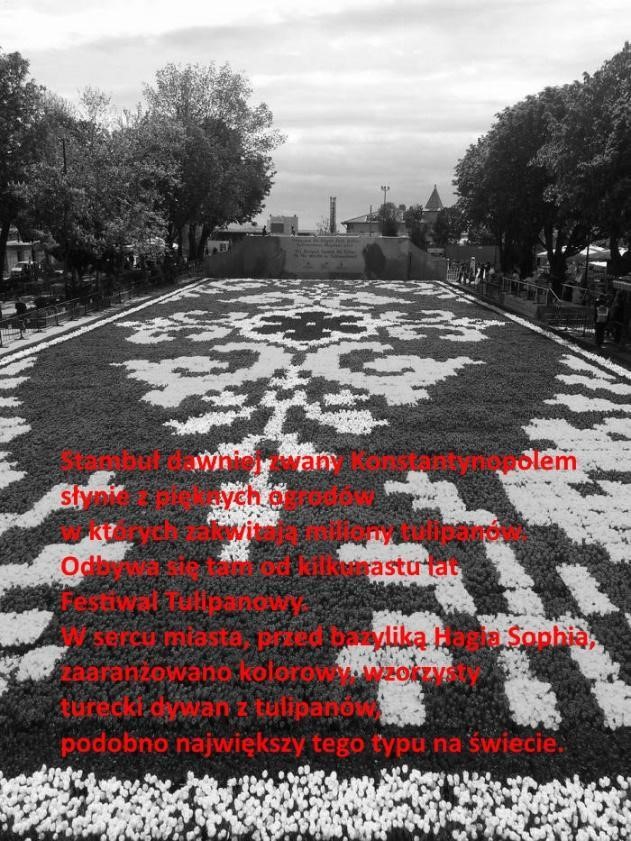 Stambuł dawniej zwany Konstantynopolem
słynie z pięknych ogrodów
w których zakwitają miliony tulipanów.
Odbywa się tam od kilkunastu lat
Festiwal Tulipanowy.
W sercu miasta, przed bazyliką Hagia Sophia,
zaaranżowano kolorowy, wzorzysty
turecki dywan z tulipanów,
podobno największy tego typu na świecie.